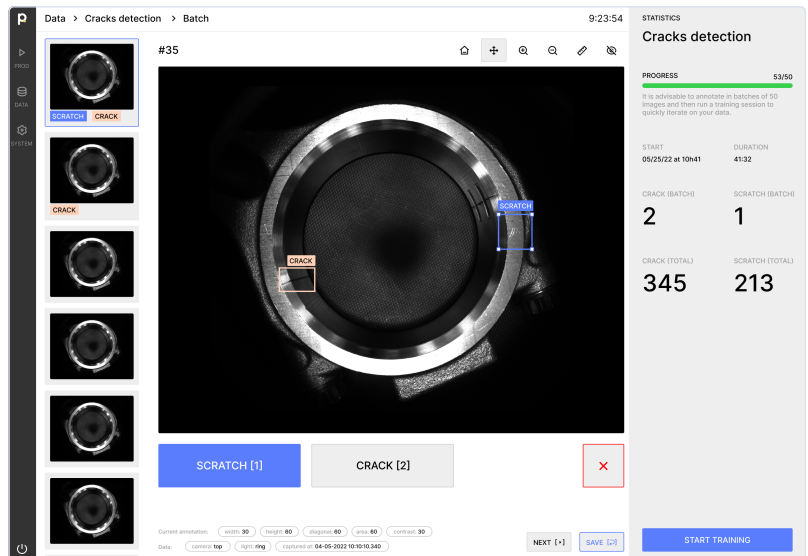 p
Data > Cracks detection > Batch
9:23:54
PROD
DATA
SYSTEM
SCRATCH CRACK
CRACK
#35
SCRATCH
CRACK
SCRATCH [1]
CRACK [2]
Current annotation: width: 30 height: 60 diagonal: 60 area: 60 contrast: 30
Data: camera: top light: ring captured at: 04-05-2022 10:10:10.340
NEXT
SAVE
STATISTICS
Cracks detection
PROGRESS 53/50
It is advisable to annotate in batches of 50
images and then run a training session to
quickly iterate on your data.
START DURATION
05/25/22 at 10h41 41:32
CRACK (BATCH) SCRATCH (BATCH)
2 1
CRACK (TOTAL) SCRATCH (TOTAL)
345 213
START TRAINING